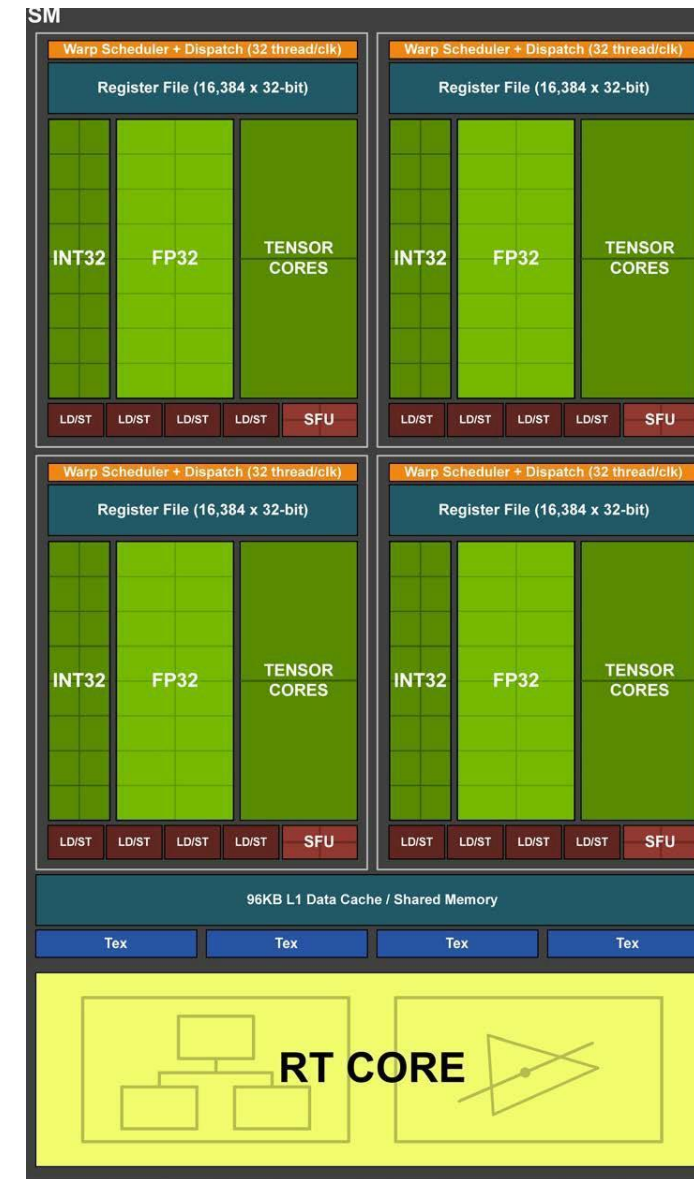 SM
Warp Scheduler + Dispatch (32 thread/clk)
Register File (16,384 x 32-bit)
INT32
FP32
TENSOR
CORES
LD/ST
LD/ST
LD/ST
LD/ST
SFU
Warp Scheduler + Dispatch (32 thread/clk)
Register File (16,384 x 32-bit)
INT32
FP32
TENSOR
CORES
LD/ST
LD/ST
LD/ST
LD/ST
SFU
Warp Scheduler + Dispatch (32 thread/clk)
Register File (16,384 x 32-bit)
INT32
FP32
TENSOR
CORES
LD/ST
LD/ST
LD/ST
LD/ST
SFU
Warp Scheduler + Dispatch (32 thread/clk)
Register File (16,384 x 32-bit)
INT32
FP32
TENSOR
CORES
LD/ST
LD/ST
LD/ST
LD/ST
SFU
96KB L1 Data Cache / Shared Memory
Tex
Tex
Tex
Tex
RT CORE